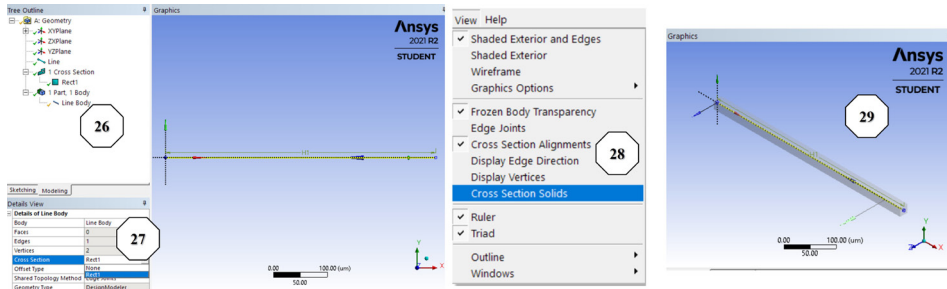 Tree Outline
A: Geometry
XYPlane
ZXPlane
YZPlane
Line
1 Cross Section
Rect1
1 Part, 1 Body
Line Body
26
Sketching Modeling
Details View
Details of Line Body
Body Line Body
Faces 0
Edges 1
Vertices 2
Cross Section Rect1
Offset Type None
Rect1
Shared Topology Method Edge Joints
Geometry Type DesignModeler
27
Graphics
Ansys
2021 R2
STUDENT
H1
0.00 100.00 (um)
50.00
Y
X
View Help
Shaded Exterior and Edges
Shaded Exterior
Wireframe
Graphics Options
Frozen Body Transparency
Edge Joints
Cross Section Alignments
Display Edge Direction
Display Vertices
Cross Section Solids
Ruler
Triad
Outline
Windows
28
Graphics
Ansys
2021 R2
STUDENT
29
0.00 100.00 (um)
50.00
Y
Z X